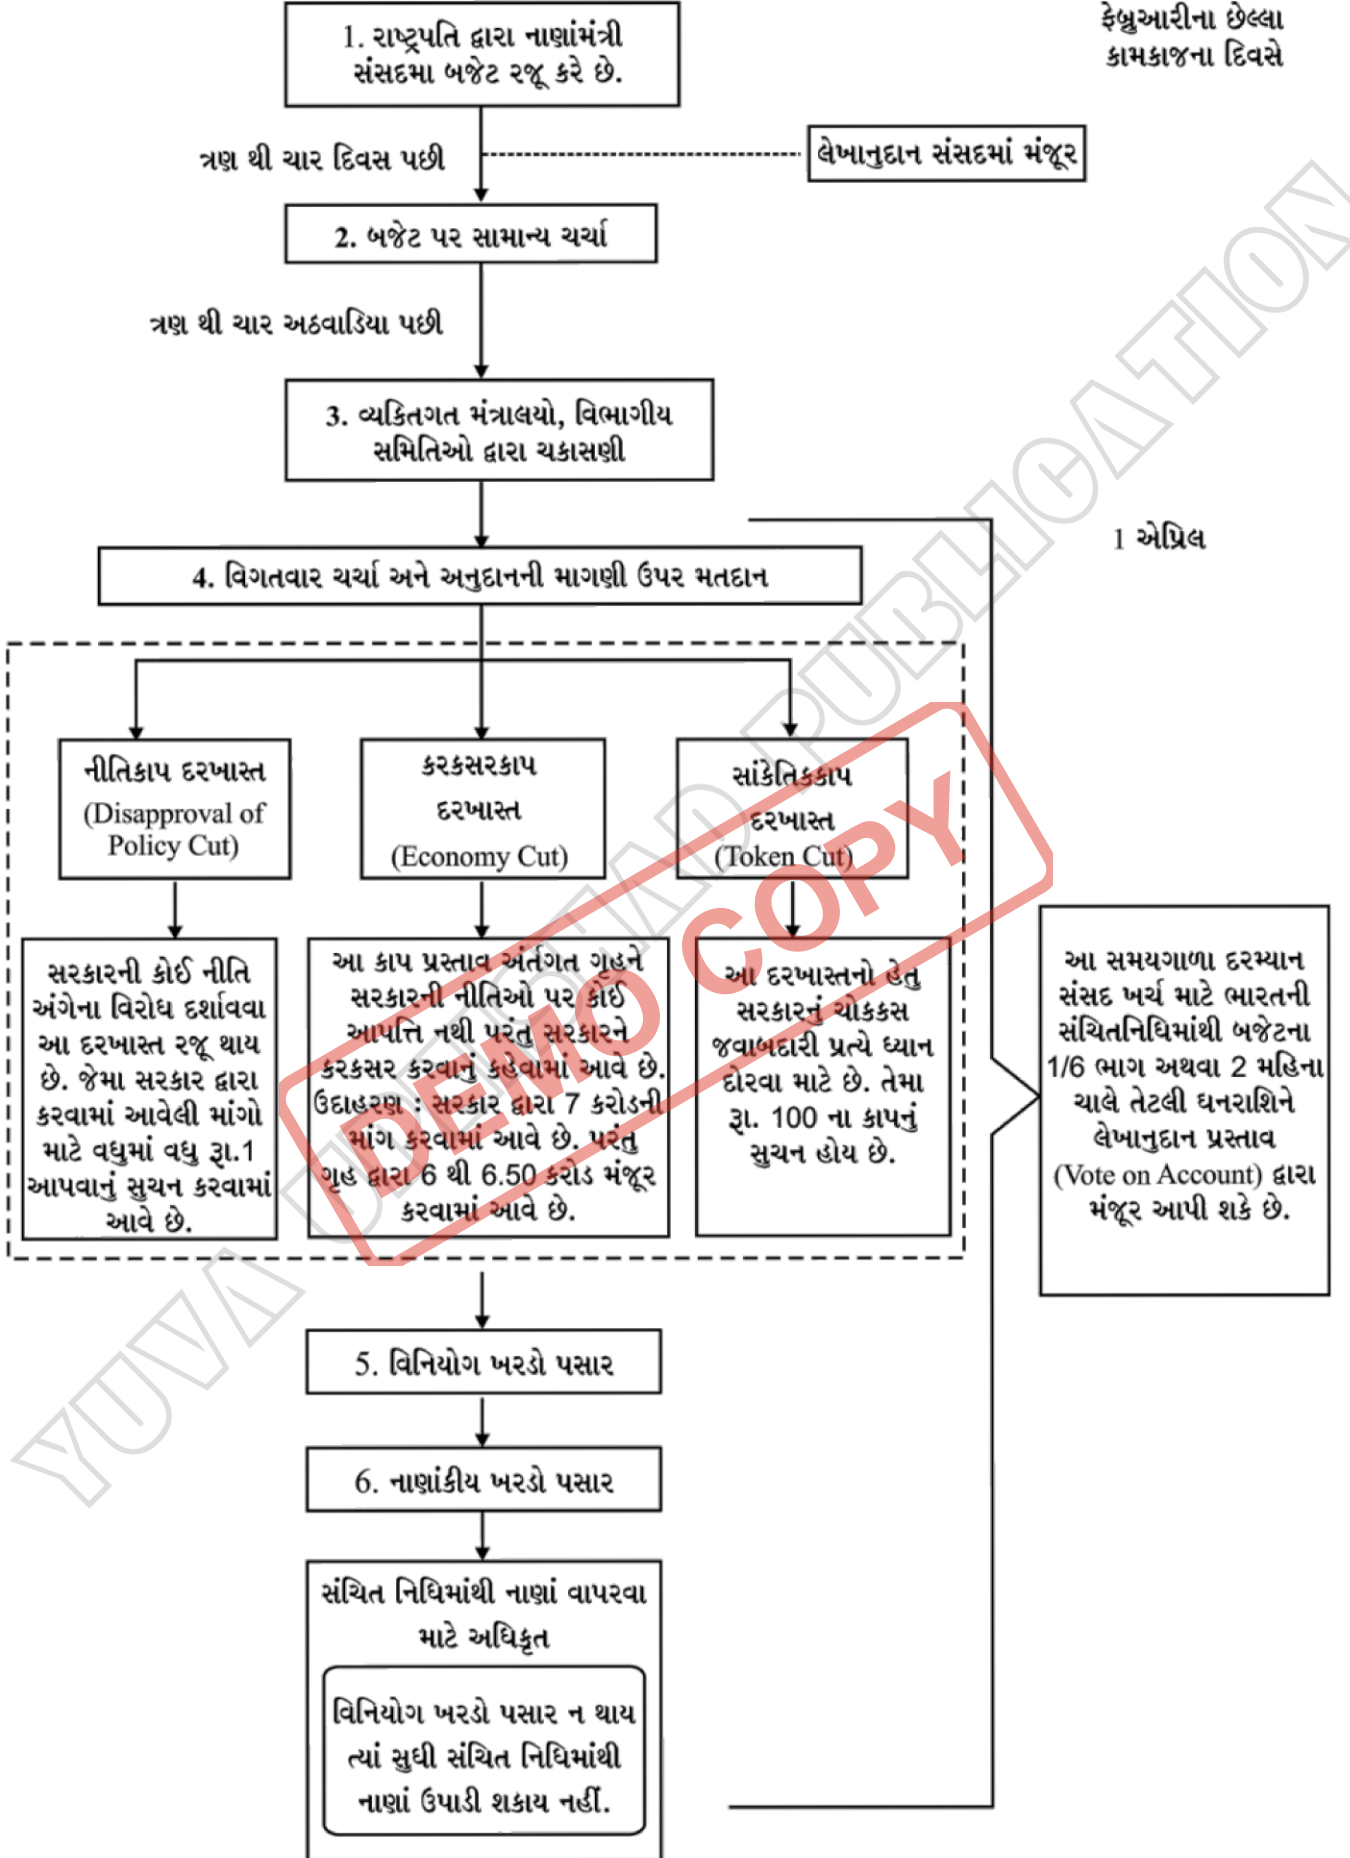 ફેબ્રુઆરીના છેલ્લા
કામકાજના દિવસે
1. રાષ્ટ્રપતિ દ્વારા નાણાંમંત્રી
સંસદમા બજેટ રજૂ કરે છે.
ત્રણ થી ચાર દિવસ પછી
લેખાનુદાન સંસદમાં મંજૂર
2. બજેટ પર સામાન્ય ચર્ચા
ત્રણ થી ચાર અઠવાડિયા પછી
3. વ્યકિતગત મંત્રાલયો, વિભાગીય
સમિતિઓ દ્વારા ચકાસણી
1 એપ્રિલ
4. વિગતવાર ચર્ચા અને અનુદાનની માગણી ઉપર મતદાન
નીતિકાપ દરખાસ્ત
(Disapproval of
Policy Cut)
કરકસરકાપ
દરખાસ્ત
(Economy Cut)
સાંકેતિકકાપ
દરખાસ્ત
(Token Cut)
સરકારની કોઈ નીતિ
અંગેના વિરોધ દર્શાવવા
આ દરખાસ્ત રજૂ થાય
છે. જેમા સરકાર દ્વારા
કરવામાં આવેલી માંગો
માટે વધુમાં વધુ રૂા.1
આપવાનું સુચન કરવામાં
આવે છે.
આ કાપ પ્રસ્તાવ અંર્તગત ગૃહને
સરકારની નીતિઓ પર કોઈ
આપત્તિ નથી પરંતુ સરકારને
કરકસર કરવાનું કહેવામાં આવે છે.
ઉદાહરણ : સરકાર દ્વારા 7 કરોડની
માંગ કરવામાં આવે છે. પરંતુ
ગૃહ દ્વારા 6 થી 6.50 કરોડ મંજૂર
કરવામાં આવે છે.
આ દરખાસ્તનો હેતુ
સરકારનું ચોકકસ
જવાબદારી પ્રત્યે ધ્યાન
દોરવા માટે છે. તેમા
રૂા. 100 ના કાપનું
સુચન હોય છે.
આ સમયગાળા દરમ્યાન
સંસદ ખર્ચ માટે ભારતની
સંચિતનિધિમાંથી બજેટના
1/6 ભાગ અથવા 2 મહિના
ચાલે તેટલી ધનરાશિને
લેખાનુદાન પ્રસ્તાવ
(Vote on Account) દ્વારા
મંજૂર આપી શકે છે.
5. વિનિયોગ ખરડો પસાર
6. નાણાંકીય ખરડો પસાર
સંચિત નિધિમાંથી નાણાં વાપરવા
માટે અધિકૃત
વિનિયોગ ખરડો પસાર ન થાય
ત્યાં સુધી સંચિત નિધિમાંથી
નાણાં ઉપાડી શકાય નહીં.
DEMO COPY
YUVA UPNISHAD PUBLICATION